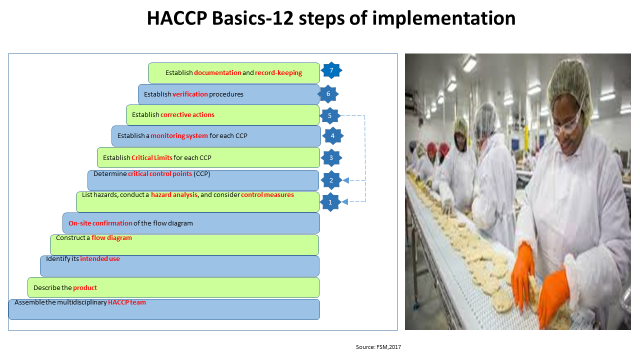 HACCP Basics-12 steps of implementation
Establish documentation and record-keeping 7
Establish verification procedures 6
Establish corrective actions 5
Establish a monitoring system for each CCP 4
Establish Critical Limits for each CCP 3
Determine critical control points (CCP) 2
List hazards, conduct a hazard analysis, and consider control measures 1
On-site confirmation of the flow diagram
Construct a flow diagram
Identify its intended use
Describe the product
Assemble the multidisciplinary HACCP team
Source: FSM,2017